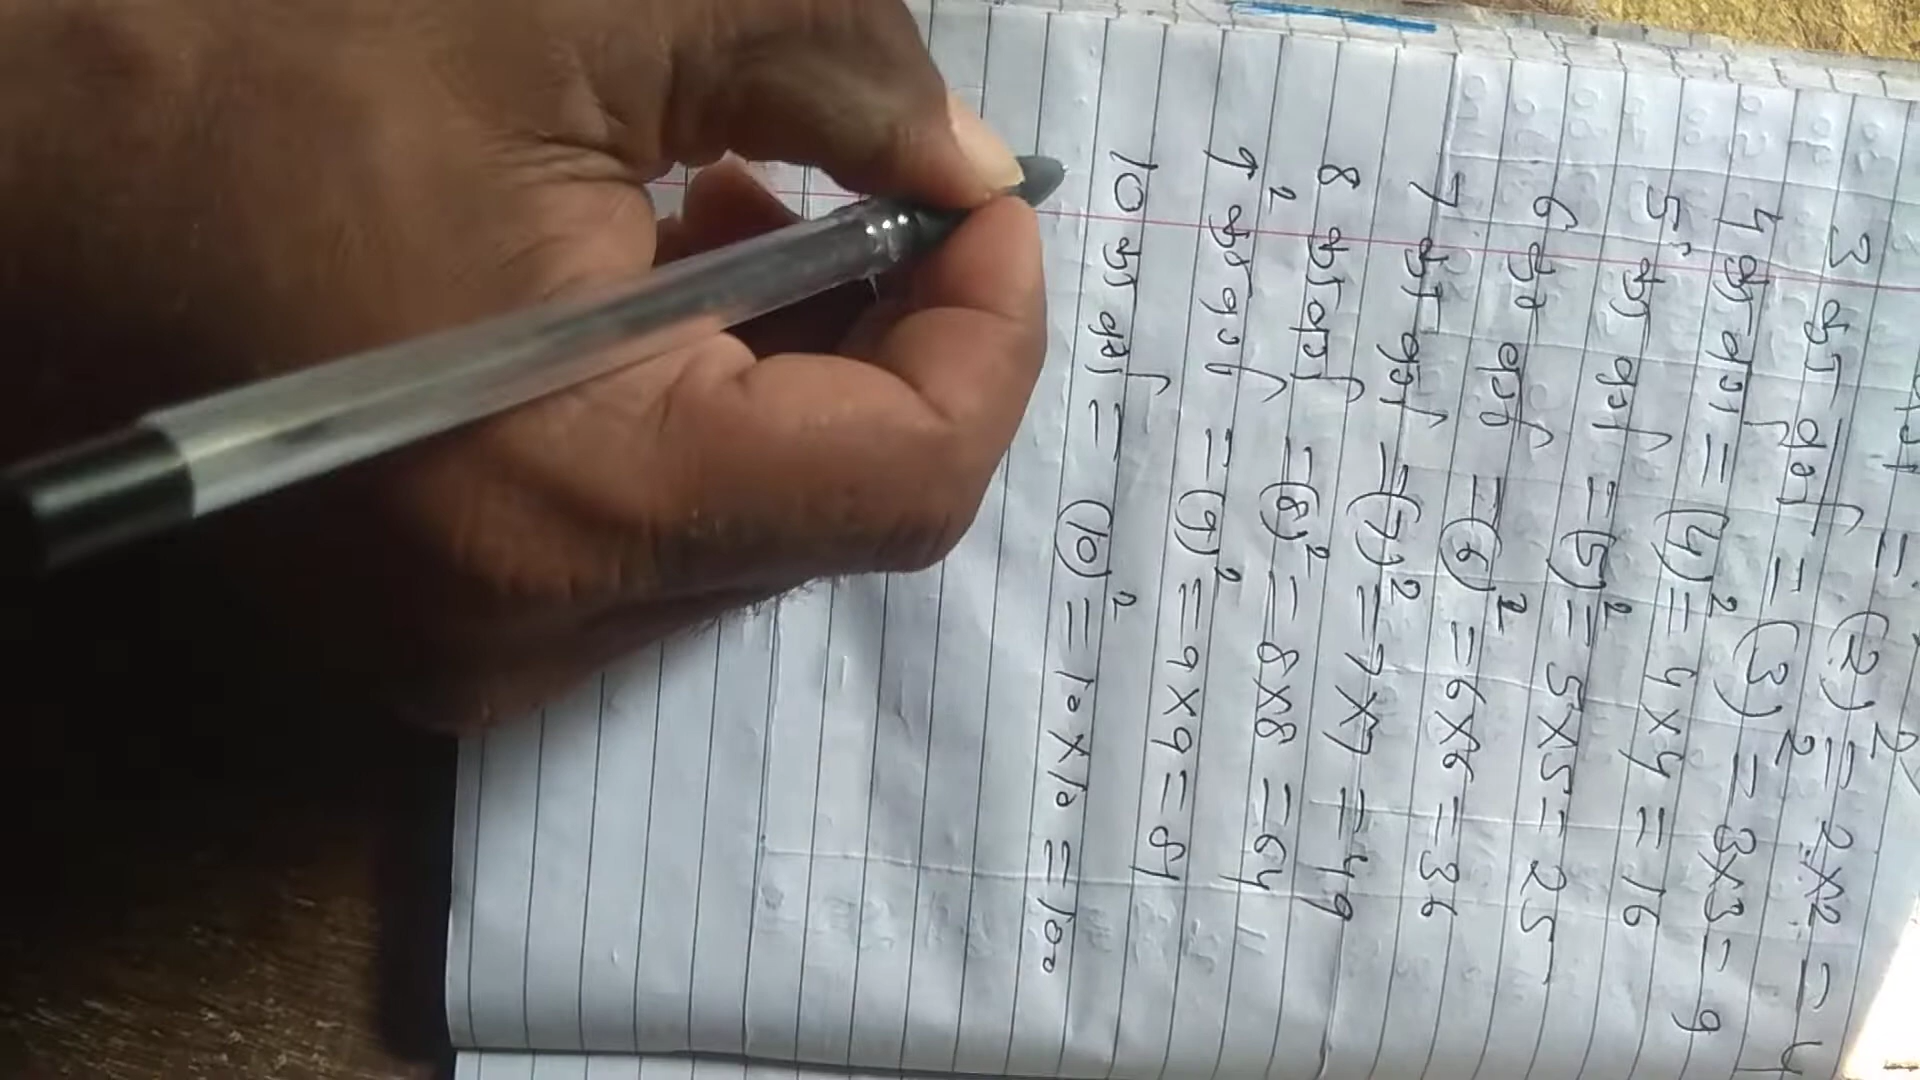 = (2)² = 2×2 = 4
3 का वर्ग = (3)² = 3×3 = 9
4 का वर्ग = (4)² = 4×4 = 16
5 का वर्ग = (5)² = 5×5 = 25
6 का वर्ग = (6)² = 6×6 = 36
7 का वर्ग = (7)² = 7×7 = 49
8 का वर्ग = (8)² = 8×8 = 64
9 का वर्ग = (9)² = 9×9 = 81
10 का वर्ग = (10)² = 10×10 = 100